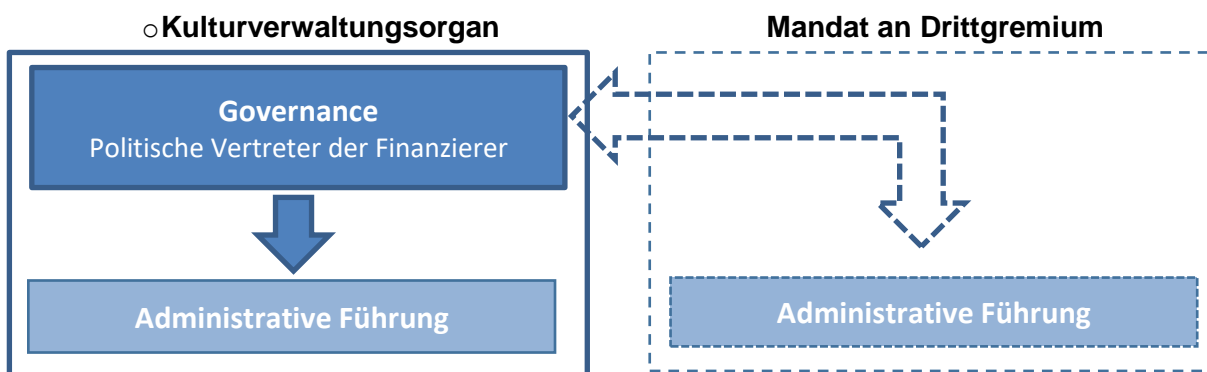 ○Kulturverwaltungsorgan
Mandat an Drittgremium
Governance
Politische Vertreter der Finanzierer
Administrative Führung
Administrative Führung